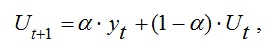 U_{t+1} = α · y_t + (1 − α) · U_t ,